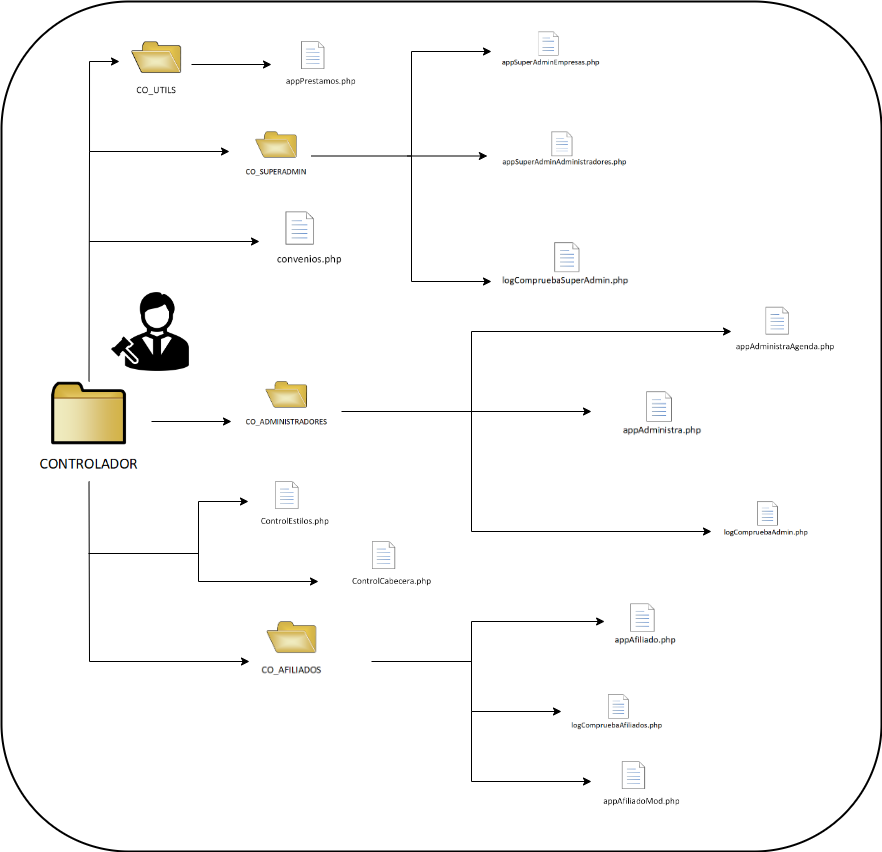 CO_UTILS
appPrestamos.php
appSuperAdminEmpresas.php
CO_SUPERADMIN
appSuperAdminAdministradores.php
convenios.php
logCompruebaSuperAdmin.php
CONTROLADOR
CO_ADMINISTRADORES
appAdministraAgenda.php
appAdministra.php
logCompruebaAdmin.php
ControlEstilos.php
ControlCabecera.php
CO_AFILIADOS
appAfiliado.php
logCompruebaAfiliados.php
appAfiliadoMod.php